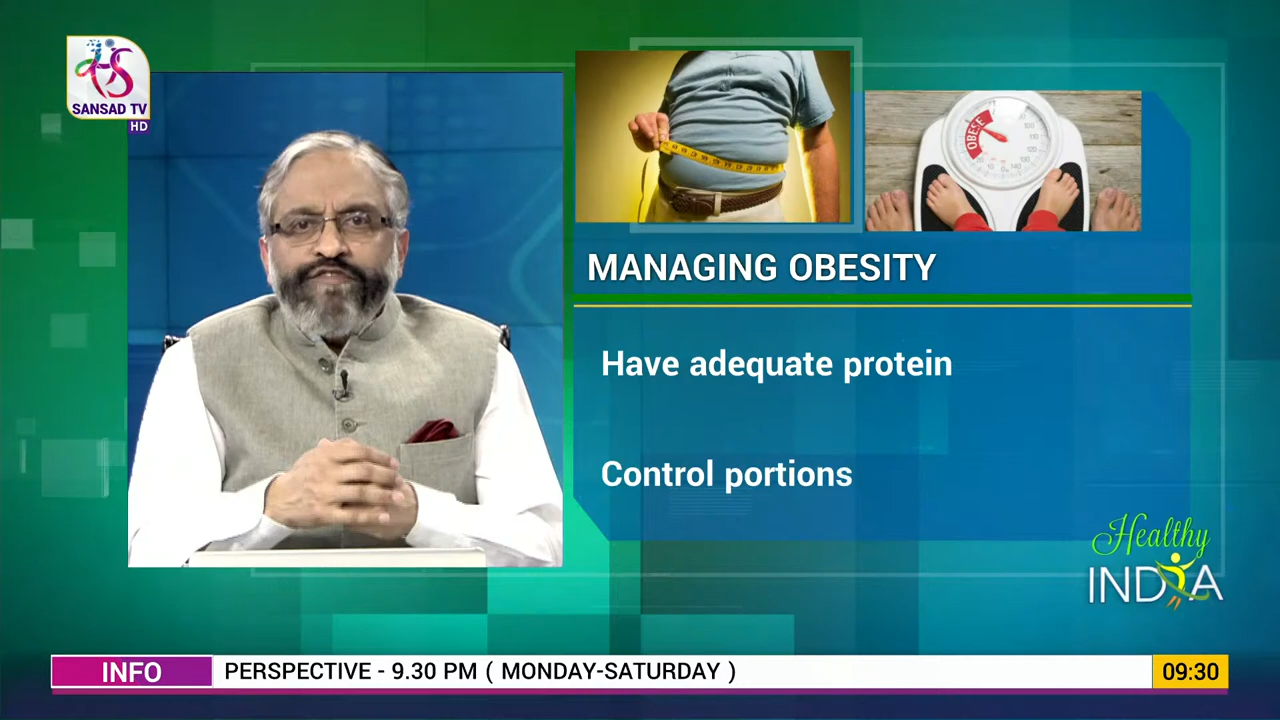 SANSAD TV
HD
OBESE
MANAGING OBESITY
Have adequate protein
Control portions
Healthy
INDIA
INFO
PERSPECTIVE - 9.30 PM ( MONDAY-SATURDAY )
09:30